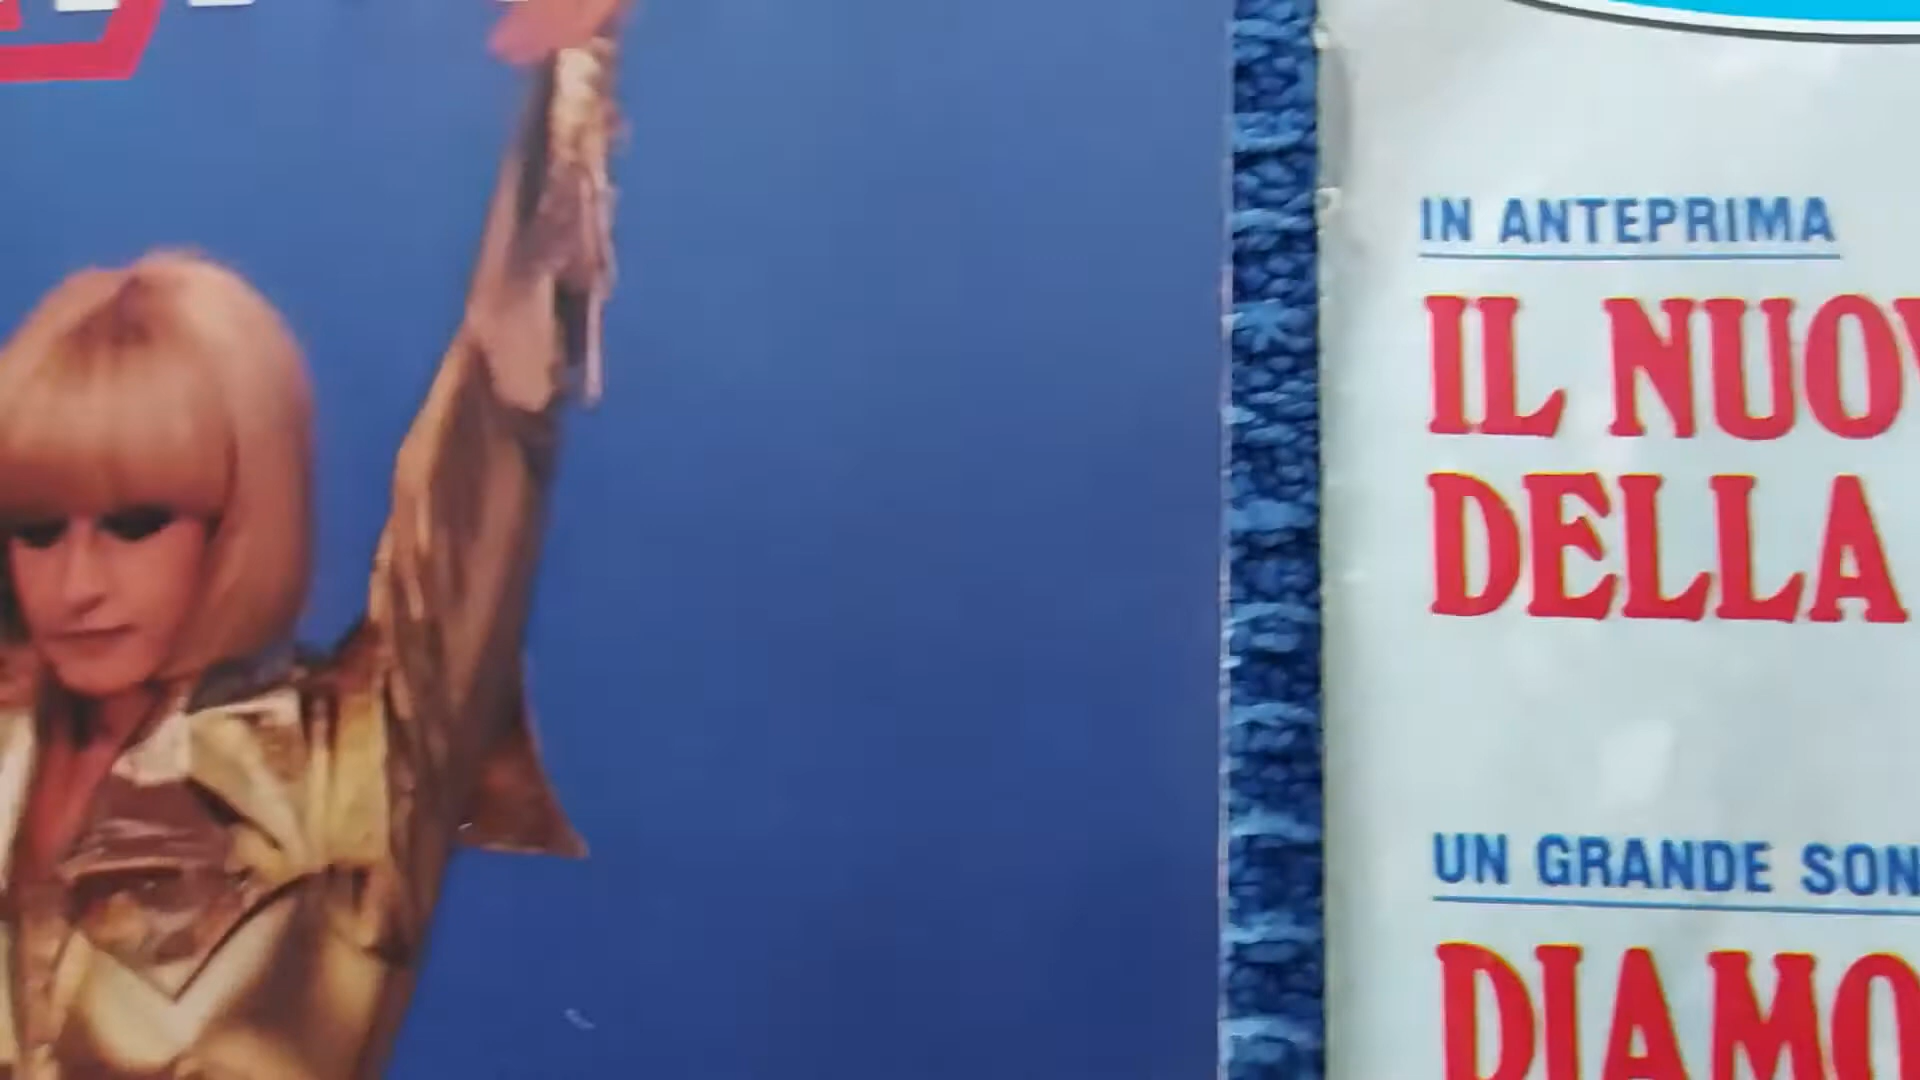 IN ANTEPRIMA
IL NUOV
DELLA
UN GRANDE SON
DIAMO